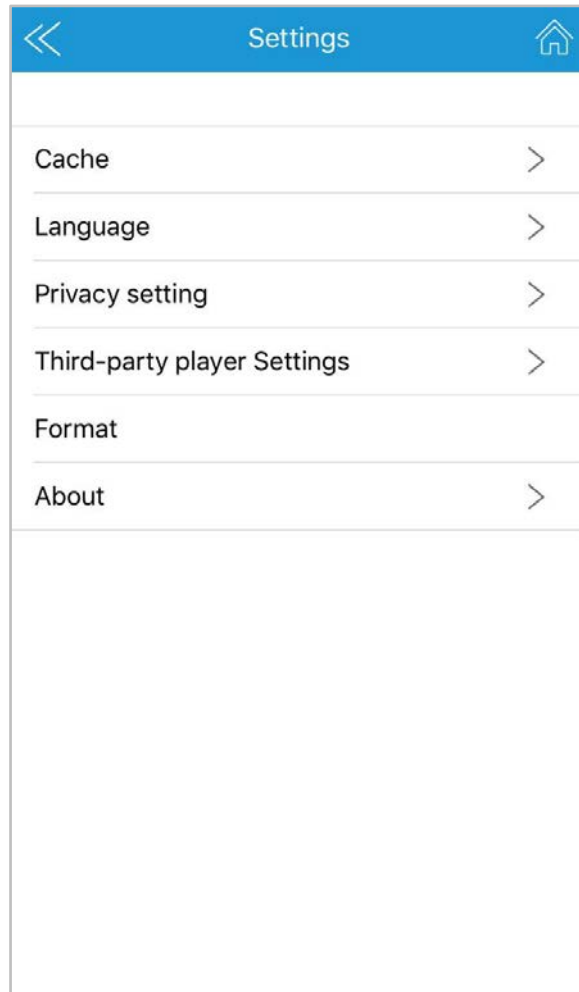 Settings
Cache
Language
Privacy setting
Third-party player Settings
Format
About